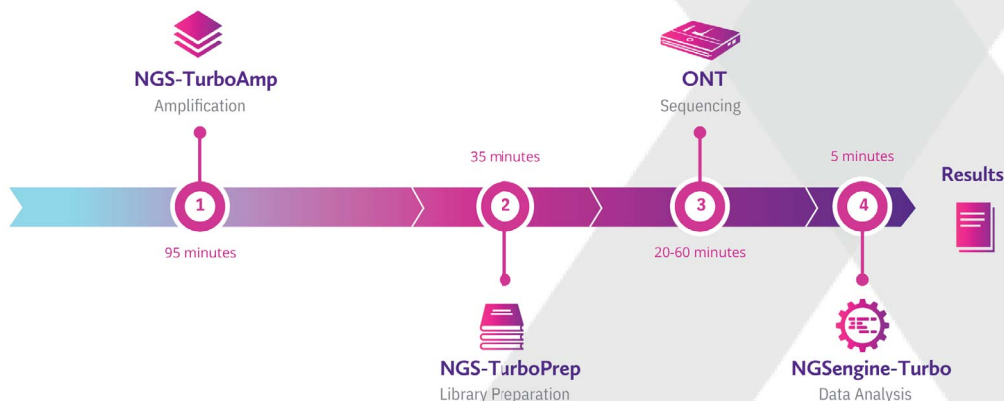 NGS-TurboAmp
Amplification
1
95 minutes
35 minutes
2
NGS-TurboPrep
Library Preparation
ONT
Sequencing
3
20-60 minutes
5 minutes
4
NGSengine-Turbo
Data Analysis
Results